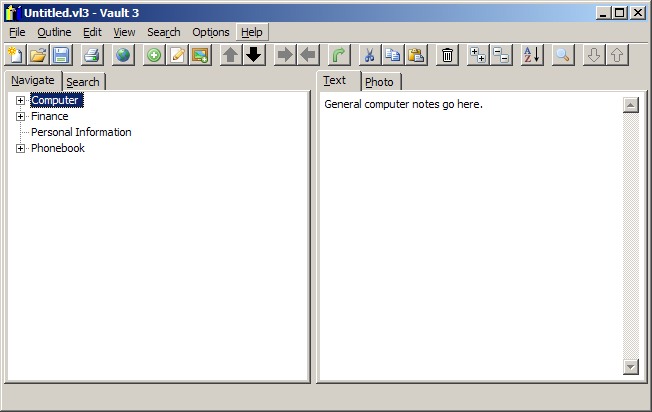 Untitled.vl3 - Vault 3
File Outline Edit View Search Options Help
Navigate Search
Text Photo
Computer
Finance
Personal Information
Phonebook
General computer notes go here.
A
Z